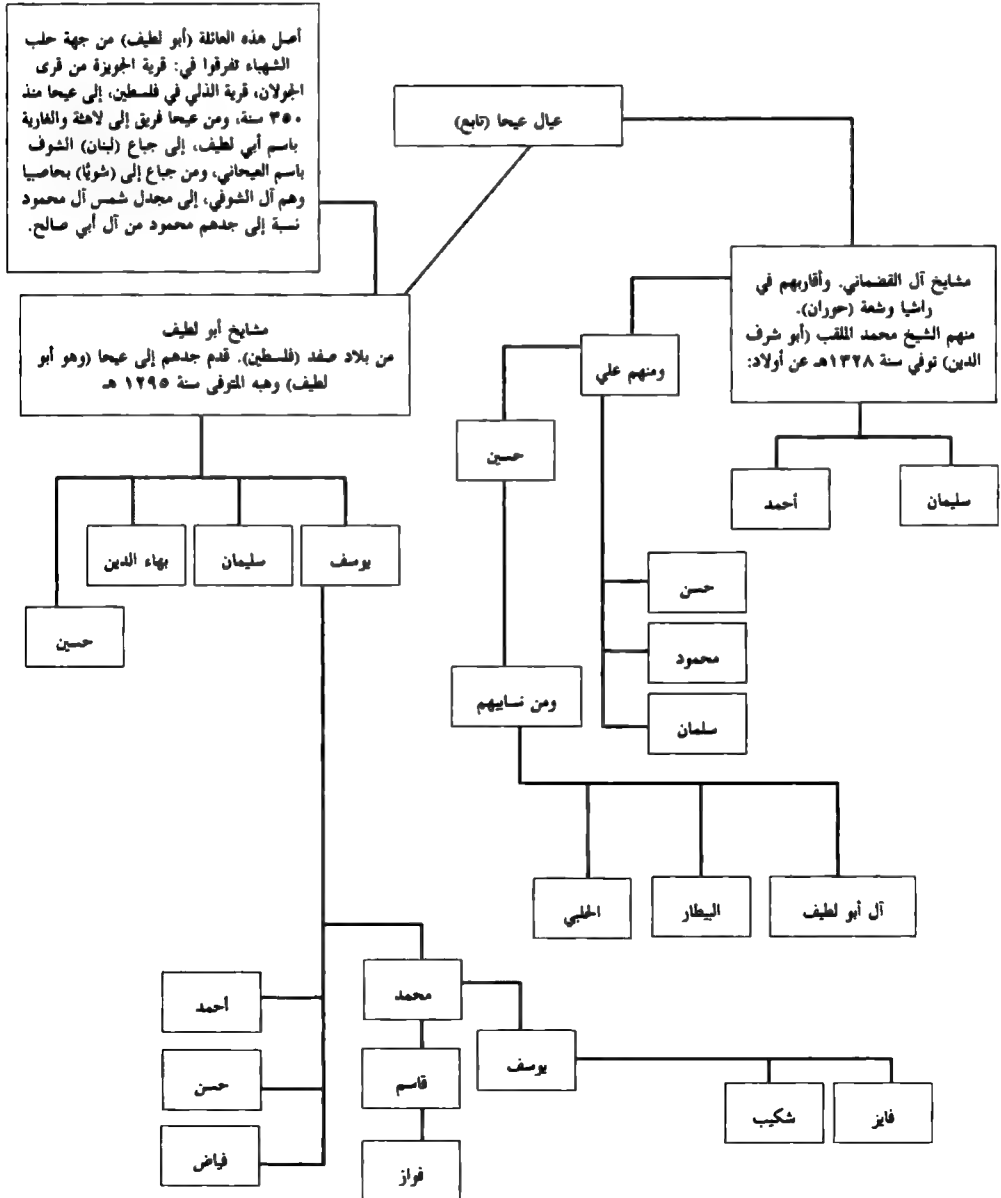 أصل هذه العائلة (أبو لطيف) من جهة حلب
الشهباء تفرقوا في: قرية الجويزة من قرى
الجولان، قرية الذلي في فلسطين، إلى عيحا منذ
٣٥٠ سنة، ومن عيحا فريق إلى لاهثة والغارية
باسم أبي لطيف، إلى جباع (لبنان) الشوف
باسم العيحاني، ومن جباع إلى (شويّا) بحاصبيا
وهم آل الشوفي، إلى مجدل شمس آل محمود
نسبة إلى جدهم محمود من آل أبي صالح.
عيال عيحا (تابع)
مشايخ آل القضماني. وأقاربهم في
راشيا وشعة (حوران).
منهم الشيخ محمد الملقب (أبو شرف
الدين) توفي سنة ١٣٢٨هـ عن أولاد:
مشايخ أبو لطيف
من بلاد صفد (فلسطين). قدم جدهم إلى عيحا (وهو أبو
لطيف) وهبه المتوفى سنة ١٢٩٥ هـ
ومنهم علي
حسين
سليمان
أحمد
يوسف
سليمان
بهاء الدين
حسين
حسن
محمود
سلمان
ومن نسايبهم
آل أبو لطيف
البيطار
الحلبي
محمد
أحمد
يوسف
قاسم
حسن
فايز
شكيب
فواز
فياض